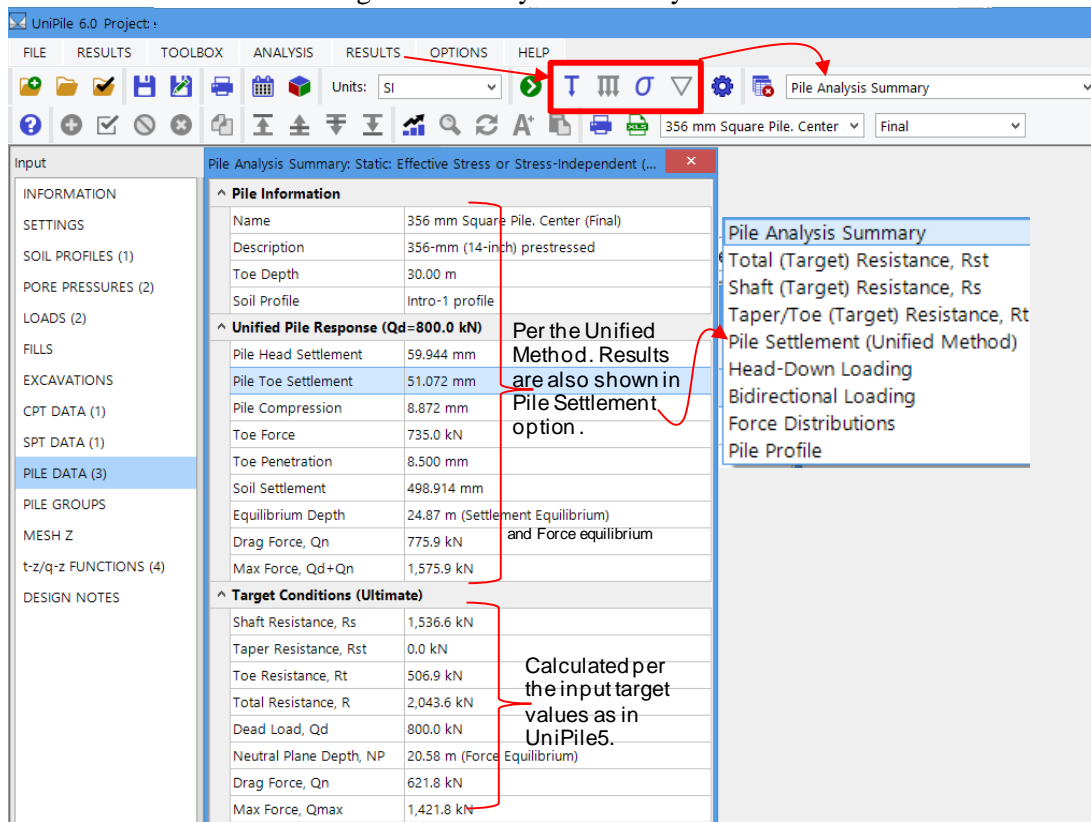 UniPile 6.0 Project:
FILE RESULTS TOOLBOX ANALYSIS RESULTS OPTIONS HELP
Units: SI Pile Analysis Summary
356 mm Square Pile. Center Final
Input
INFORMATION
SETTINGS
SOIL PROFILES (1)
PORE PRESSURES (2)
LOADS (2)
FILLS
EXCAVATIONS
CPT DATA (1)
SPT DATA (1)
PILE DATA (3)
PILE GROUPS
MESH Z
t-z/q-z FUNCTIONS (4)
DESIGN NOTES
Pile Analysis Summary: Static: Effective Stress or Stress-Independent (...
Pile Information
Name 356 mm Square Pile. Center (Final)
Description 356-mm (14-inch) prestressed
Toe Depth 30.00 m
Soil Profile Intro-1 profile
Unified Pile Response (Qd=800.0 kN)
Pile Head Settlement 59.944 mm
Pile Toe Settlement 51.072 mm
Pile Compression 8.872 mm
Toe Force 735.0 kN
Toe Penetration 8.500 mm
Soil Settlement 498.914 mm
Equilibrium Depth 24.87 m (Settlement Equilibrium)
and Force equilibrium
Drag Force, Qn 775.9 kN
Max Force, Qd+Qn 1,575.9 kN
Target Conditions (Ultimate)
Shaft Resistance, Rs 1,536.6 kN
Taper Resistance, Rst 0.0 kN
Toe Resistance, Rt 506.9 kN
Total Resistance, R 2,043.6 kN
Dead Load, Qd 800.0 kN
Neutral Plane Depth, NP 20.58 m (Force Equilibrium)
Drag Force, Qn 621.8 kN
Max Force, Qmax 1,421.8 kN
Per the Unified
Method. Results
are also shown in
Pile Settlement
option .
Calculated per
the input target
values as in
UniPile5.
Pile Analysis Summary
Total (Target) Resistance, Rst
Shaft (Target) Resistance, Rs
Taper/Toe (Target) Resistance, Rt
Pile Settlement (Unified Method)
Head-Down Loading
Bidirectional Loading
Force Distributions
Pile Profile